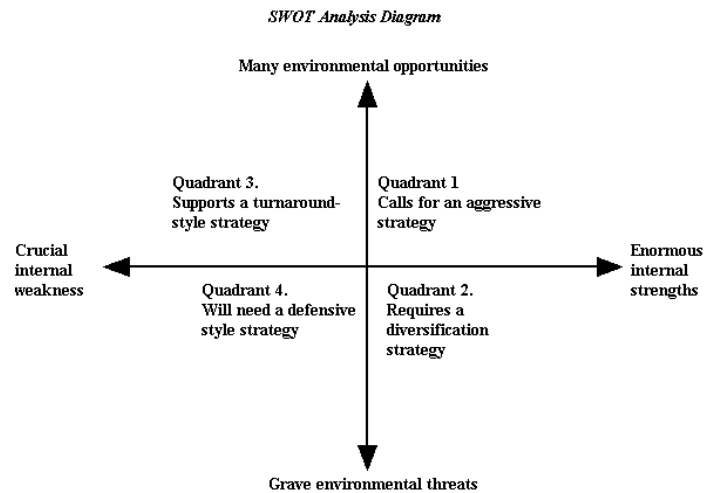 SWOT Analysis Diagram
Many environmental opportunities
Quadrant 3.
Supports a turnaround-
style strategy
Quadrant 1
Calls for an aggressive
strategy
Crucial
internal
weakness
Enormous
internal
strengths
Quadrant 4.
Will need a defensive
style strategy
Quadrant 2.
Requires a
diversification
strategy
Grave environmental threats